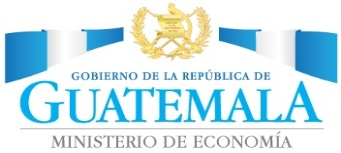 GOBIERNO DE LA REPÚBLICA DE
GUATEMALA
MINISTERIO DE ECONOMÍA